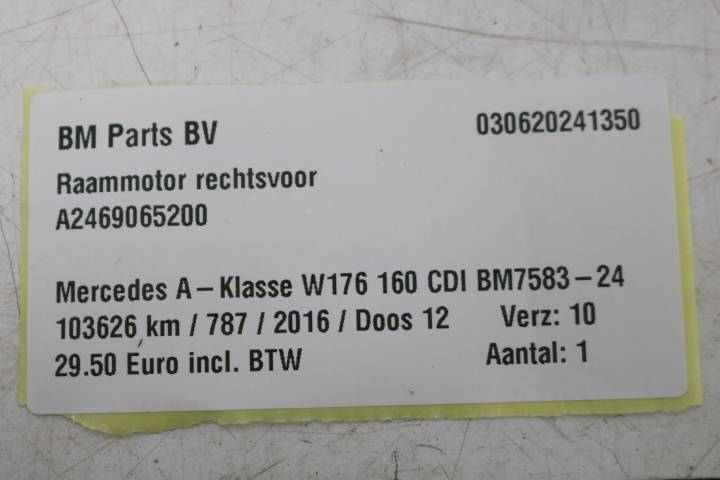 BM Parts BV 030620241350
Raammotor rechtsvoor
A2469065200
Mercedes A-Klasse W176 160 CDI BM7583-24
103626 km / 787 / 2016 / Doos 12 Verz: 10
29.50 Euro incl. BTW Aantal: 1